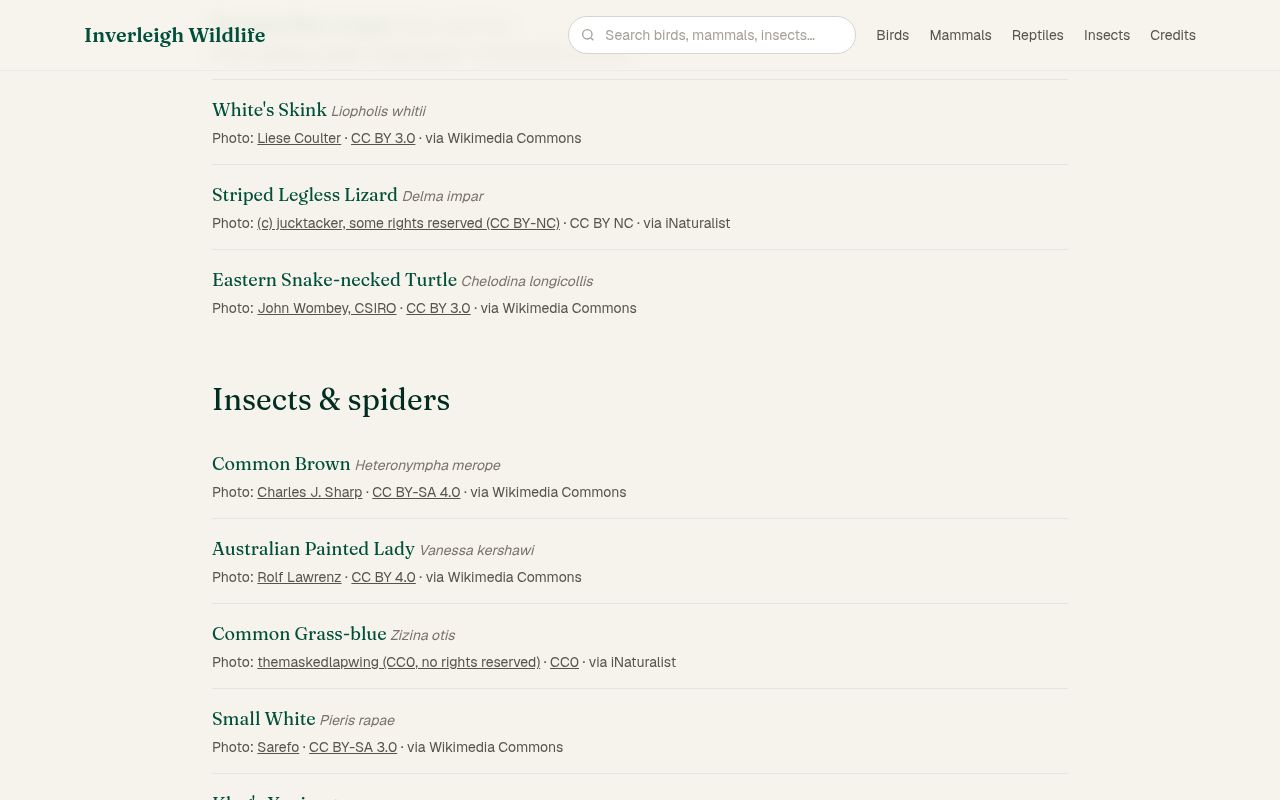 Inverleigh Wildlife
Search birds, mammals, insects...
Birds
Mammals
Reptiles
Insects
Credits
White's Skink Liopholis whitii
Photo: Liese Coulter · CC BY 3.0 · via Wikimedia Commons
Striped Legless Lizard Delma impar
Photo: (c) jucktacker, some rights reserved (CC BY-NC) · CC BY NC · via iNaturalist
Eastern Snake-necked Turtle Chelodina longicollis
Photo: John Wombey, CSIRO · CC BY 3.0 · via Wikimedia Commons
Insects & spiders
Common Brown Heteronympha merope
Photo: Charles J. Sharp · CC BY-SA 4.0 · via Wikimedia Commons
Australian Painted Lady Vanessa kershawi
Photo: Rolf Lawrenz · CC BY 4.0 · via Wikimedia Commons
Common Grass-blue Zizina otis
Photo: themaskedlapwing (CC0, no rights reserved) · CC0 · via iNaturalist
Small White Pieris rapae
Photo: Sarefo · CC BY-SA 3.0 · via Wikimedia Commons